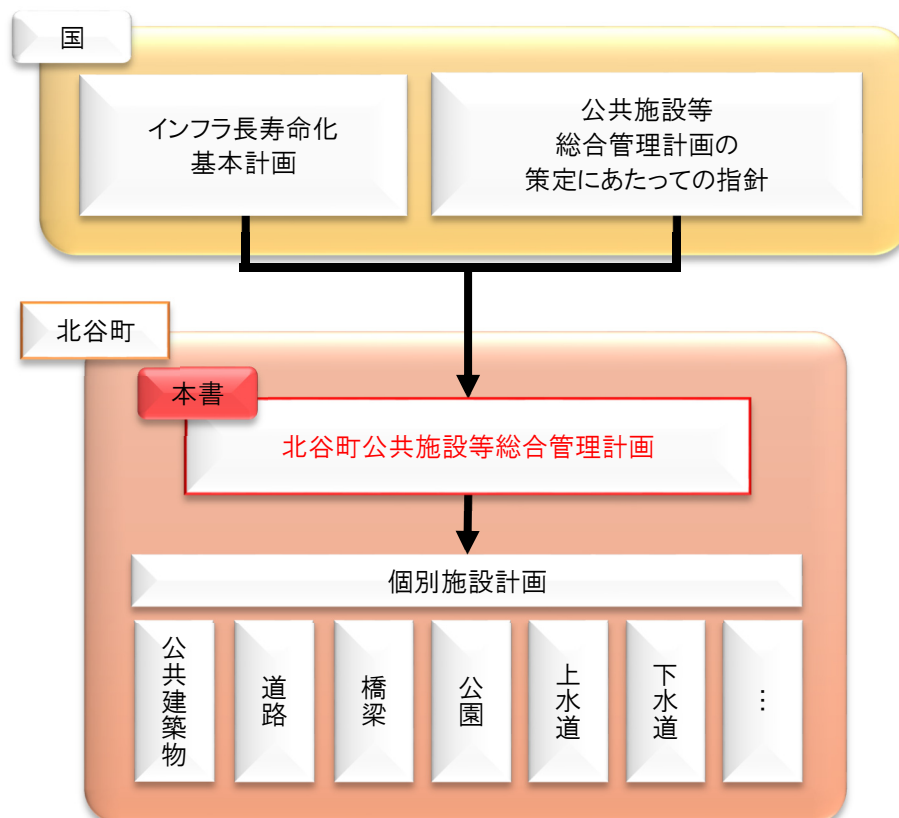 国
インフラ長寿命化
基本計画
公共施設等
総合管理計画の
策定にあたっての指針
北谷町
本書
北谷町公共施設等総合管理計画
個別施設計画
公共建築物
道路
橋梁
公園
上水道
下水道
…